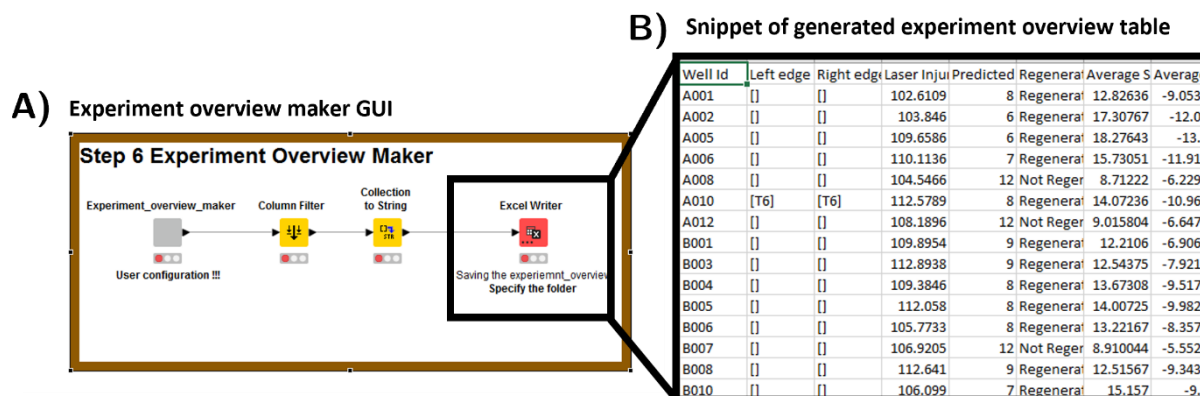 A) Experiment overview maker GUI
Step 6 Experiment Overview Maker
Experiment_overview_maker
User configuration !!!
Column Filter
Collection
to String
Excel Writer
Saving the experiemnt_overview
Specify the folder
B) Snippet of generated experiment overview table
Well Id Left edge Right edge Laser Injur Predicted Regenerat Average S Average
A001 [] [] 102.6109 8 Regenerat 12.82636 -9.053
A002 [] [] 103.846 6 Regenerat 17.30767 -12.0
A005 [] [] 109.6586 6 Regenerat 18.27643 -13.
A006 [] [] 110.1136 7 Regenerat 15.73051 -11.91
A008 [] [] 104.5466 12 Not Regen 8.71222 -6.229
A010 [T6] [T6] 112.5789 8 Regenerat 14.07236 -10.96
A012 [] [] 108.1896 12 Not Regen 9.015804 -6.647
B001 [] [] 109.8954 9 Regenerat 12.2106 -6.906
B003 [] [] 112.8938 9 Regenerat 12.54375 -7.921
B004 [] [] 109.3846 8 Regenerat 13.67308 -9.517
B005 [] [] 112.058 8 Regenerat 14.00725 -9.982
B006 [] [] 105.7733 8 Regenerat 13.22167 -8.357
B007 [] [] 106.9205 12 Not Regen 8.910044 -5.552
B008 [] [] 112.641 9 Regenerat 12.51567 -9.343
B010 [] [] 106.099 7 Regenerat 15.157 -9.